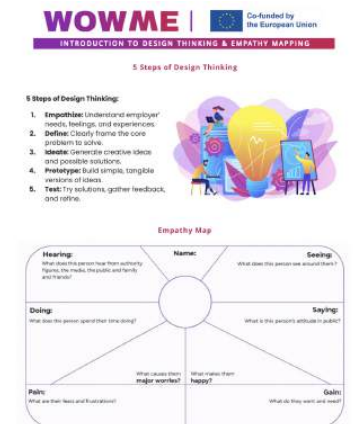 WOWME
Co-funded by
the European Union
INTRODUCTION TO DESIGN THINKING & EMPATHY MAPPING
5 Steps of Design Thinking
5 Steps of Design Thinking:
1. Empathize: Understand employer'
needs, feelings, and experiences.
2. Define: Clearly frame the core
problem to solve.
3. Ideate: Generate creative ideas
and possible solutions.
4. Prototype: Build simple, tangible
versions of ideas.
5. Test: Try solutions, gather feedback,
and refine.
Empathy Map
Hearing:
What does this person hear from authority
figures, the media, the public and family
and friends?
Name:
Seeing:
What does this person see around them?
Doing:
What does this person spend their time doing?
Saying:
What is this person's attitude in public?
What causes them
major worries?
What makes them
happy?
Pain:
What are their fears and frustrations?
Gain:
What do they want and need?